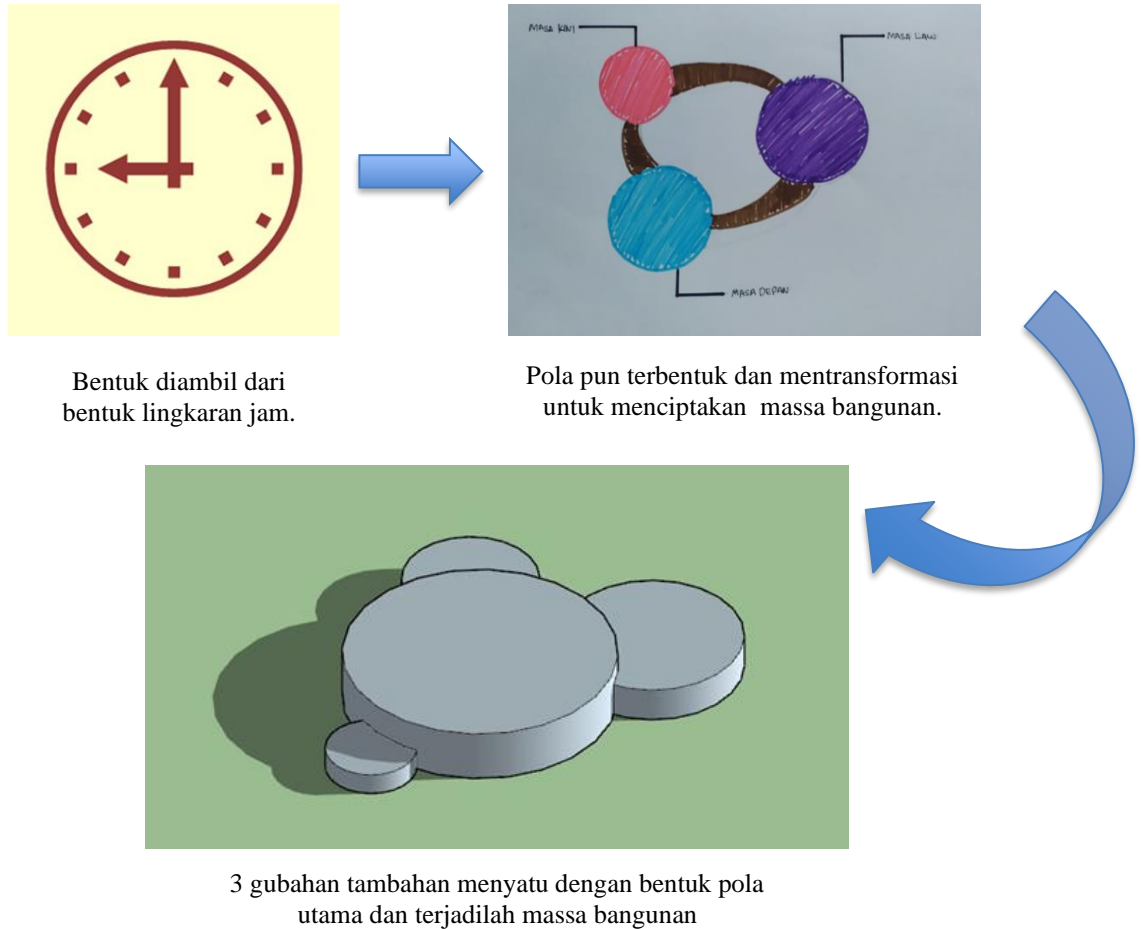 MASA KINI
MASA LALU
MASA DEPAN
Bentuk diambil dari
bentuk lingkaran jam.
Pola pun terbentuk dan mentransformasi
untuk menciptakan massa bangunan.
3 gubahan tambahan menyatu dengan bentuk pola
utama dan terjadilah massa bangunan